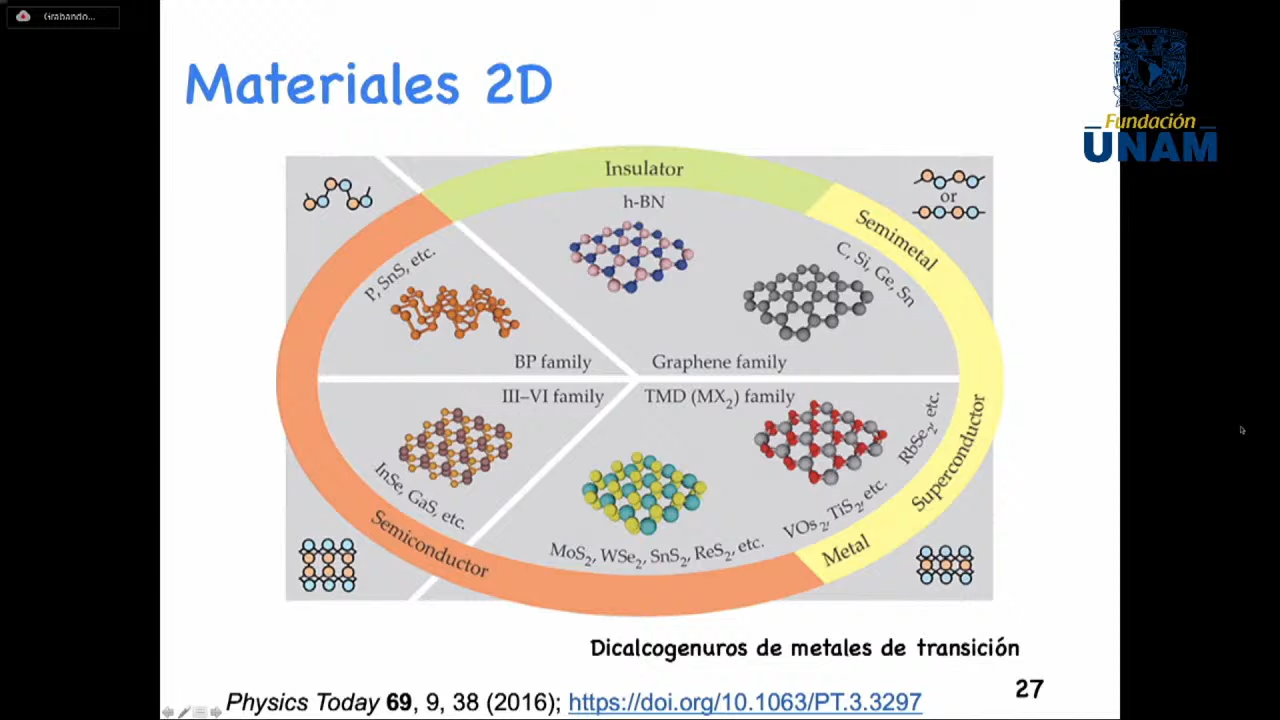 Grabando...
Materiales 2D
Fundación
UNAM
Insulator
h-BN
or
Semimetal
C, Si, Ge, Sn
P, SnS, etc.
BP family
Graphene family
III–VI family
TMD (MX₂) family
InSe, GaS, etc.
Semiconductor
MoS₂, WSe₂, SnS₂, ReS₂, etc.
VOs₂, TiS₂, etc.
RbSe₂, etc.
Superconductor
Metal
Dicalcogenuros de metales de transición
27
Physics Today 69, 9, 38 (2016); https://doi.org/10.1063/PT.3.3297